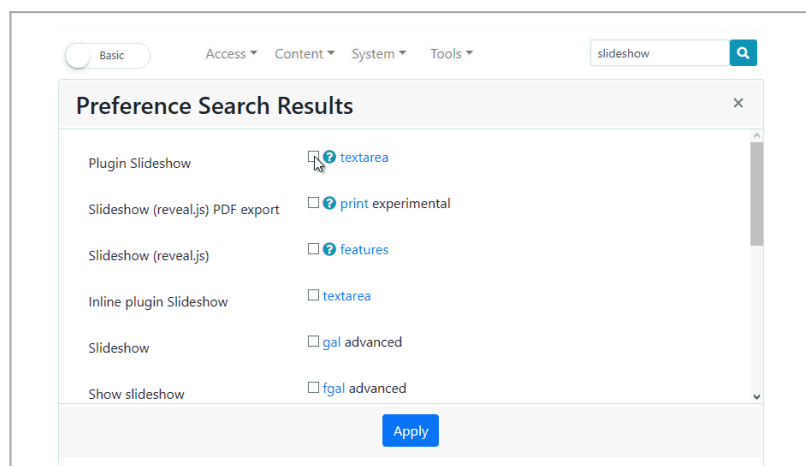 Basic Access Content System Tools slideshow
Preference Search Results ×
Plugin Slideshow ? textarea
Slideshow (reveal.js) PDF export ? print experimental
Slideshow (reveal.js) ? features
Inline plugin Slideshow textarea
Slideshow gal advanced
Show slideshow fgal advanced
Apply